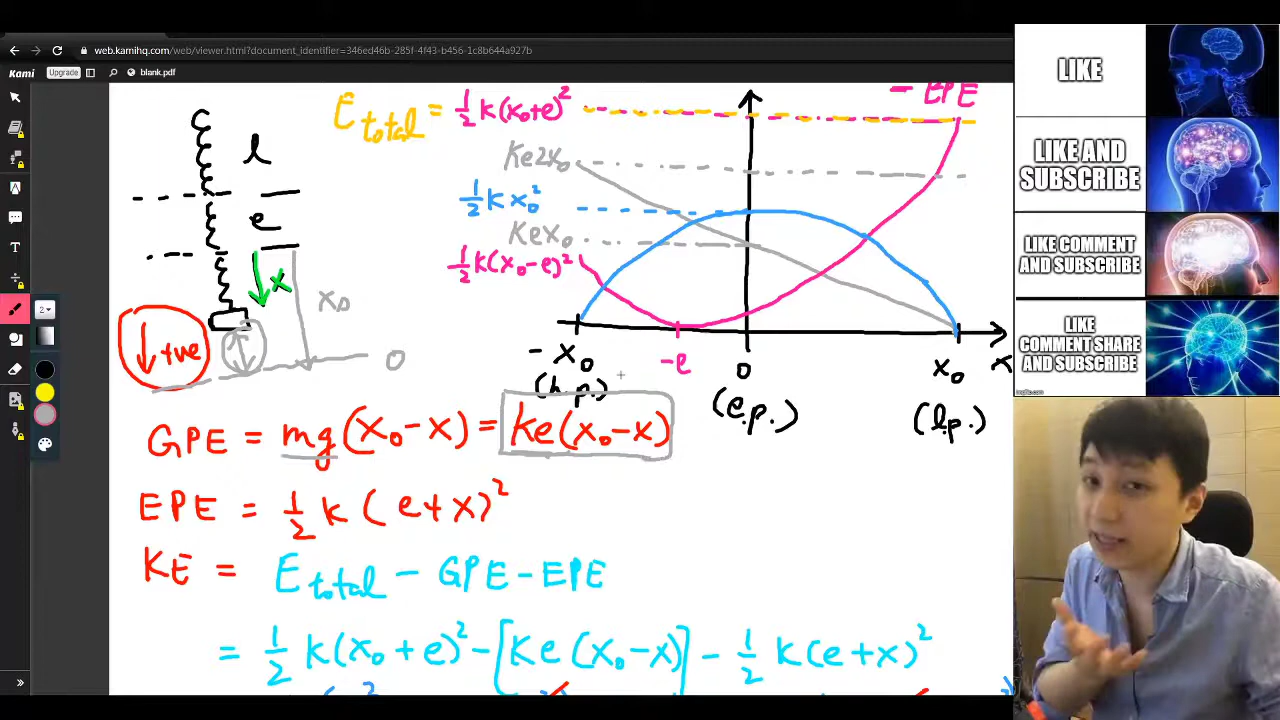 web.kamihq.com/web/viewer.html?document_identifier=346ed46b-285f-4f43-b456-1c8b644a927b
Kami Upgrade blank.pdf
l
e
x
x₀
0
↓ +ve
E total = ½k(x₀+e)²
- EPE
ke2x₀
½kx₀²
kex₀
½k(x₀-e)²
-x₀
(h.p.)
-e
0
(e.p.)
x₀
(l.p.)
x
GPE = mg(x₀-x) = ke(x₀-x)
EPE = ½k(e+x)²
KE = E total - GPE - EPE
= ½k(x₀+e)² - [ke(x₀-x)] - ½k(e+x)²
2
LIKE
LIKE AND
SUBSCRIBE
LIKE COMMENT
AND SUBSCRIBE
LIKE
COMMENT SHARE
AND SUBSCRIBE
imgflip.com